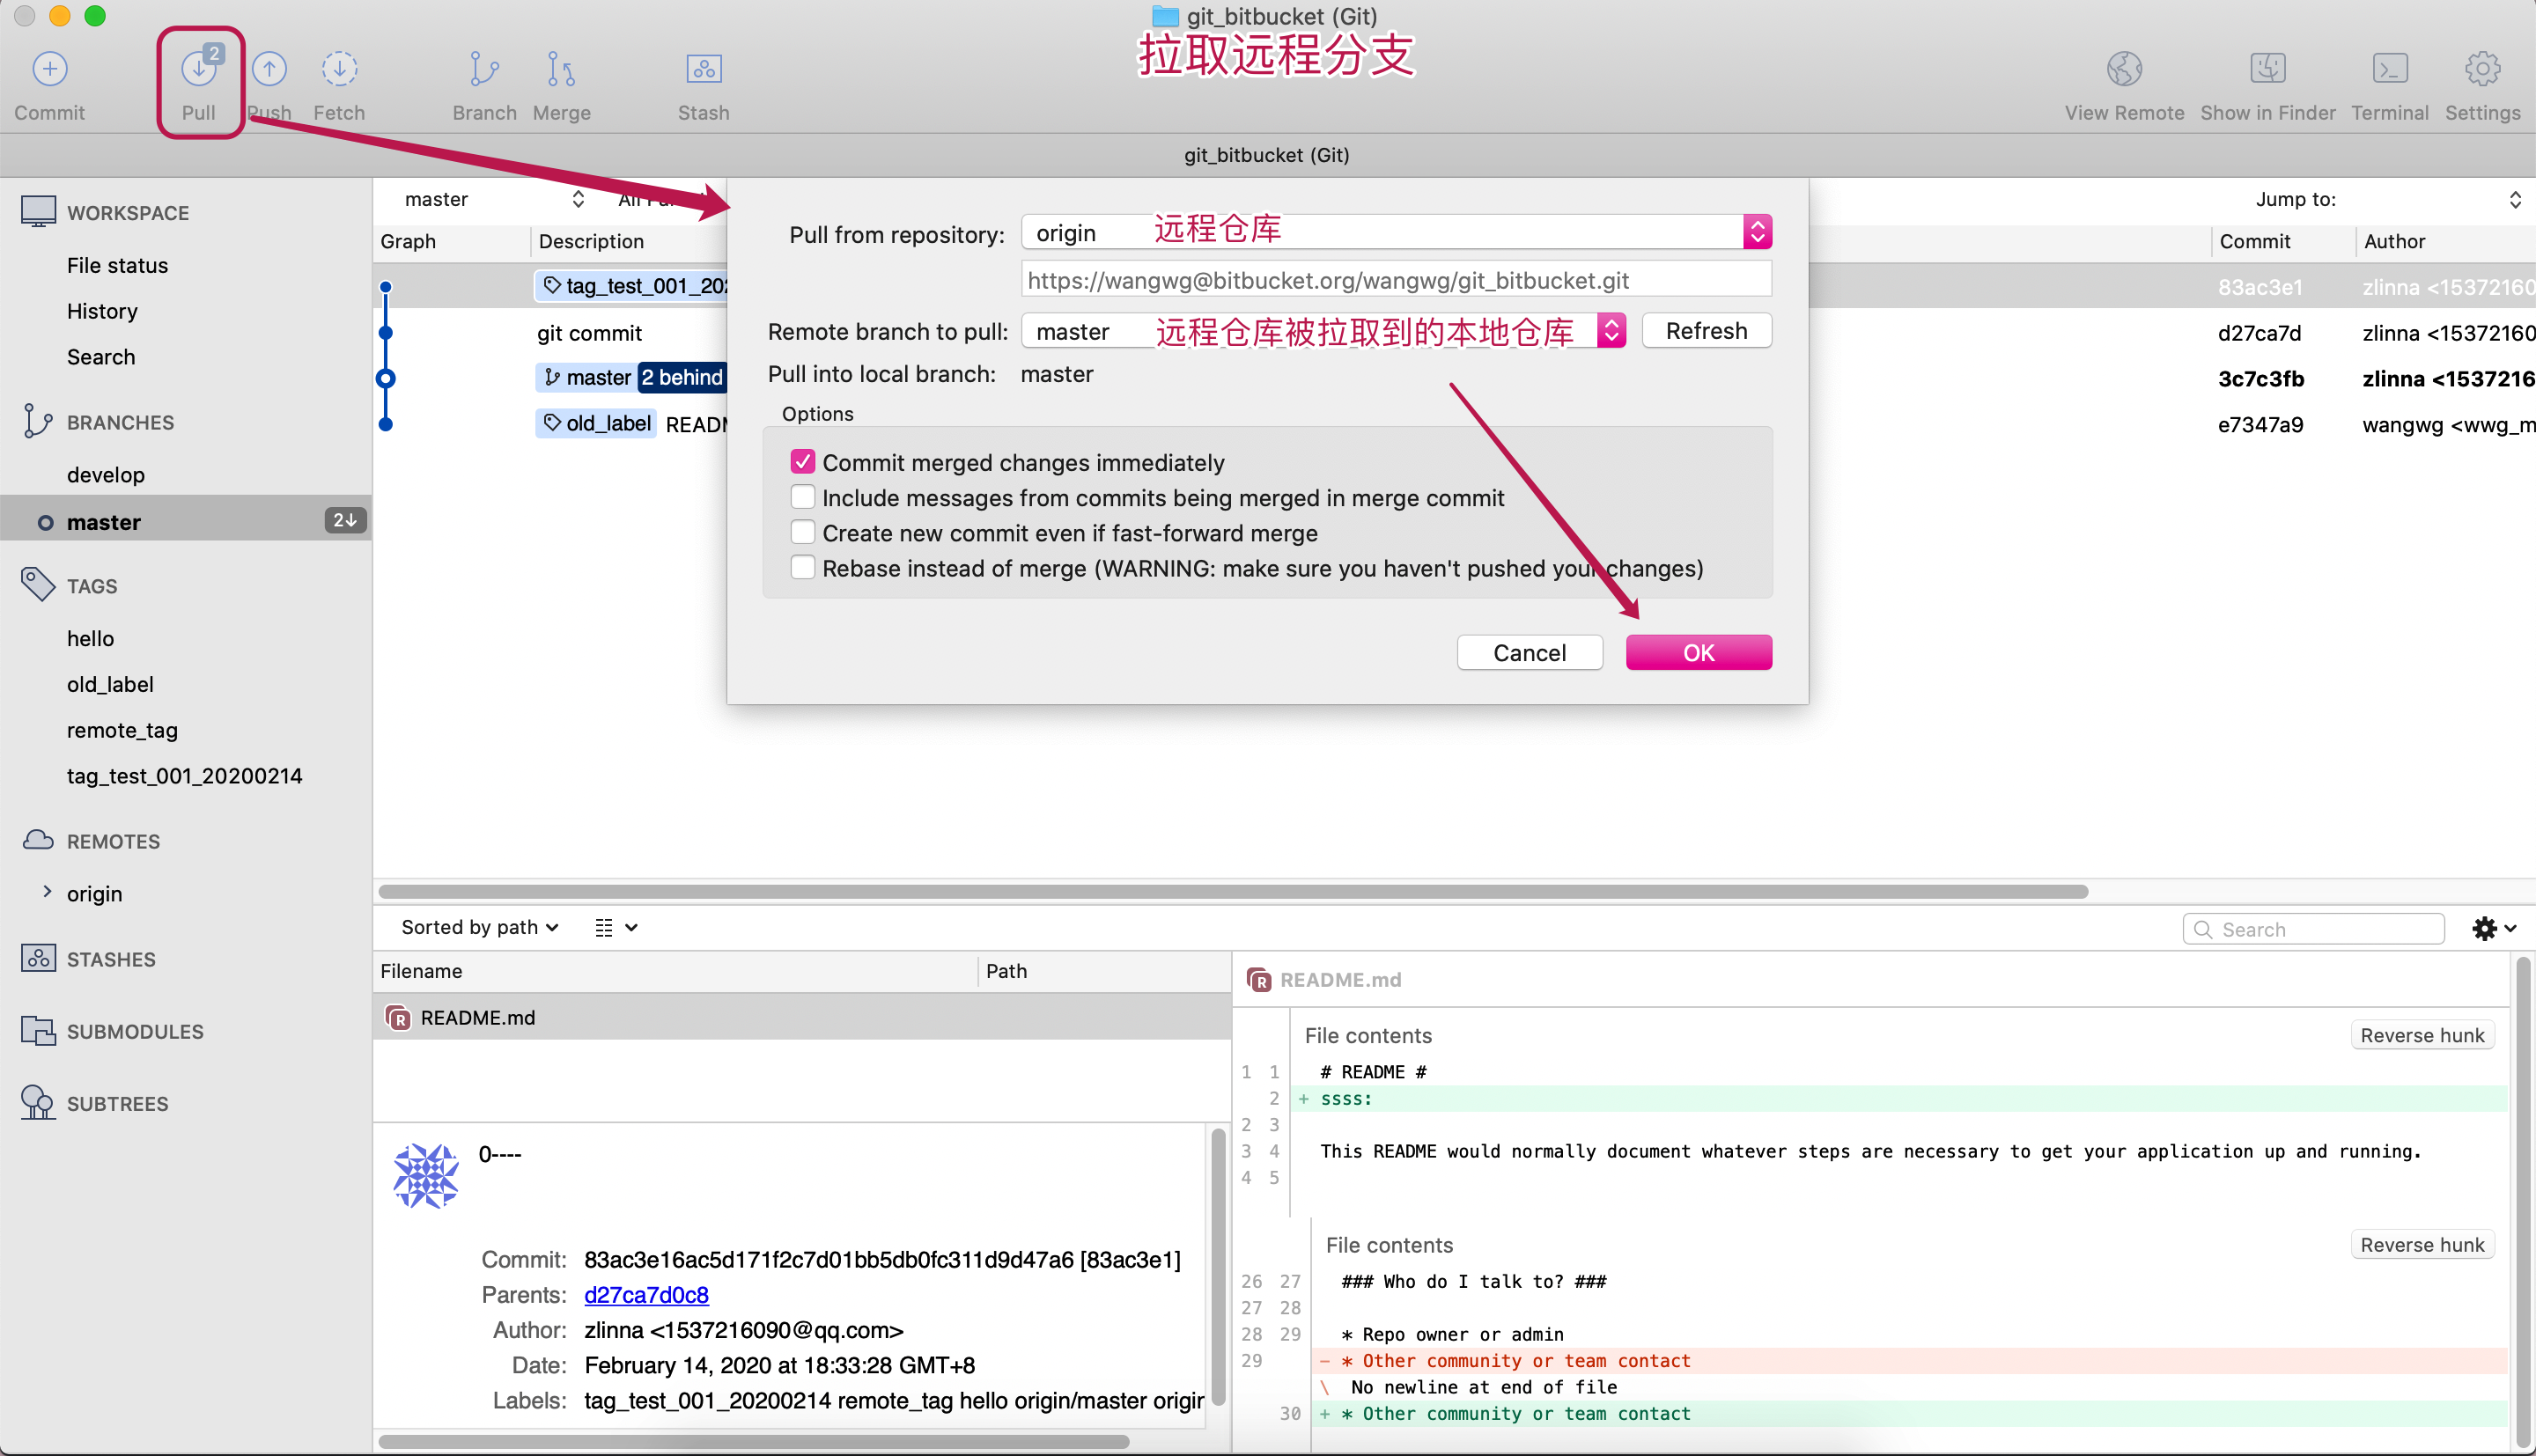 git_bitbucket (Git)
拉取远程分支
2
Commit
Pull
Push
Fetch
Branch
Merge
Stash
View Remote
Show in Finder
Terminal
Settings
git_bitbucket (Git)
WORKSPACE
File status
History
Search
BRANCHES
develop
master 2↓
TAGS
hello
old_label
remote_tag
tag_test_001_20200214
REMOTES
origin
STASHES
SUBMODULES
SUBTREES
master
Jump to:
Graph Description Commit Author
tag_test_001_202 83ac3e1 zlinna <15372160
git commit d27ca7d zlinna <15372160
master 2 behind 3c7c3fb zlinna <1537216
old_label READM e7347a9 wangwg <wwg_m
Pull from repository: origin 远程仓库
https://wangwg@bitbucket.org/wangwg/git_bitbucket.git
Remote branch to pull: master 远程仓库被拉取到的本地仓库 Refresh
Pull into local branch: master
Options
Commit merged changes immediately
Include messages from commits being merged in merge commit
Create new commit even if fast-forward merge
Rebase instead of merge (WARNING: make sure you haven't pushed your changes)
Cancel OK
Sorted by path
Search
Filename Path
README.md
0----
Commit: 83ac3e16ac5d171f2c7d01bb5db0fc311d9d47a6 [83ac3e1]
Parents: d27ca7d0c8
Author: zlinna <1537216090@qq.com>
Date: February 14, 2020 at 18:33:28 GMT+8
Labels: tag_test_001_20200214 remote_tag hello origin/master origin
README.md
File contents Reverse hunk
1 1 # README #
2 + ssss:
2 3
3 4 This README would normally document whatever steps are necessary to get your application up and running.
4 5
File contents Reverse hunk
26 27 ### Who do I talk to? ###
27 28
28 29 * Repo owner or admin
29 - * Other community or team contact
\ No newline at end of file
30 + * Other community or team contact